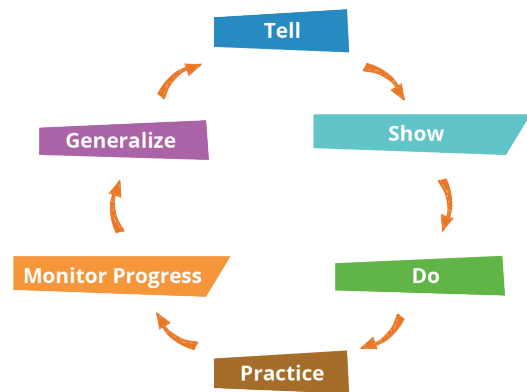 Tell
Show
Do
Practice
Monitor Progress
Generalize